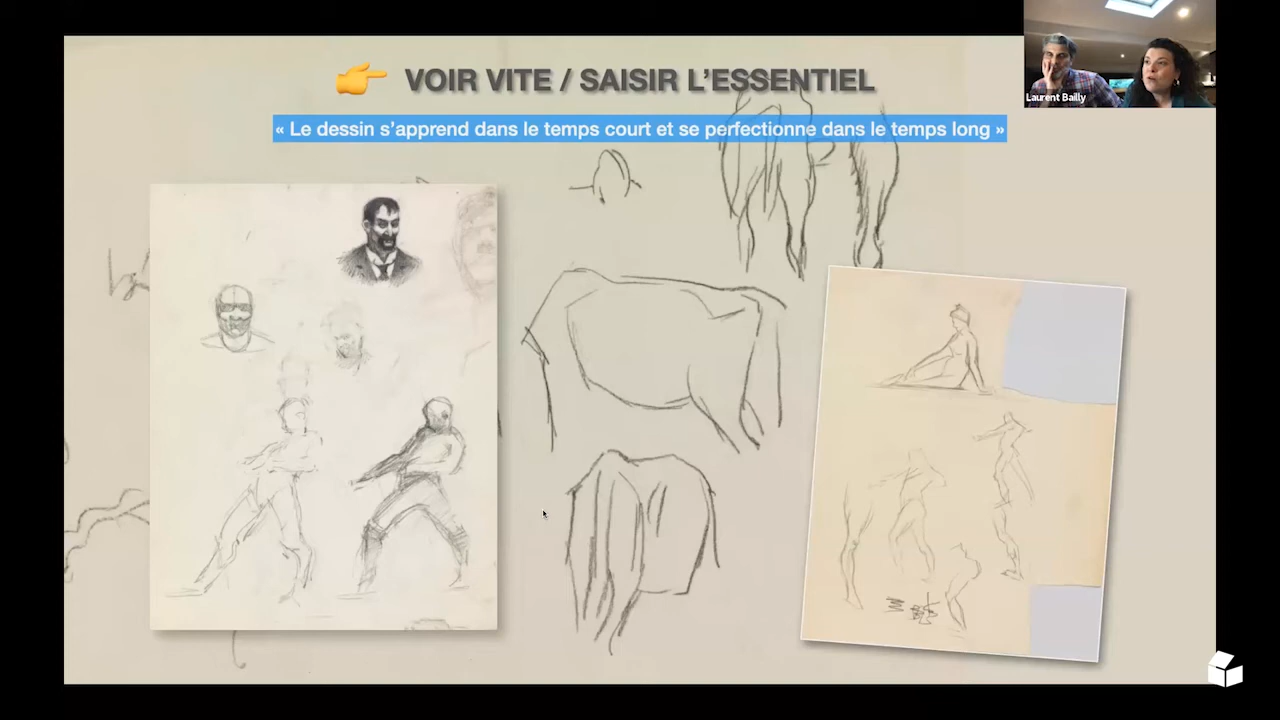 VOIR VITE / SAISIR L’ESSENTIEL
« Le dessin s’apprend dans le temps court et se perfectionne dans le temps long »
Laurent Bailly